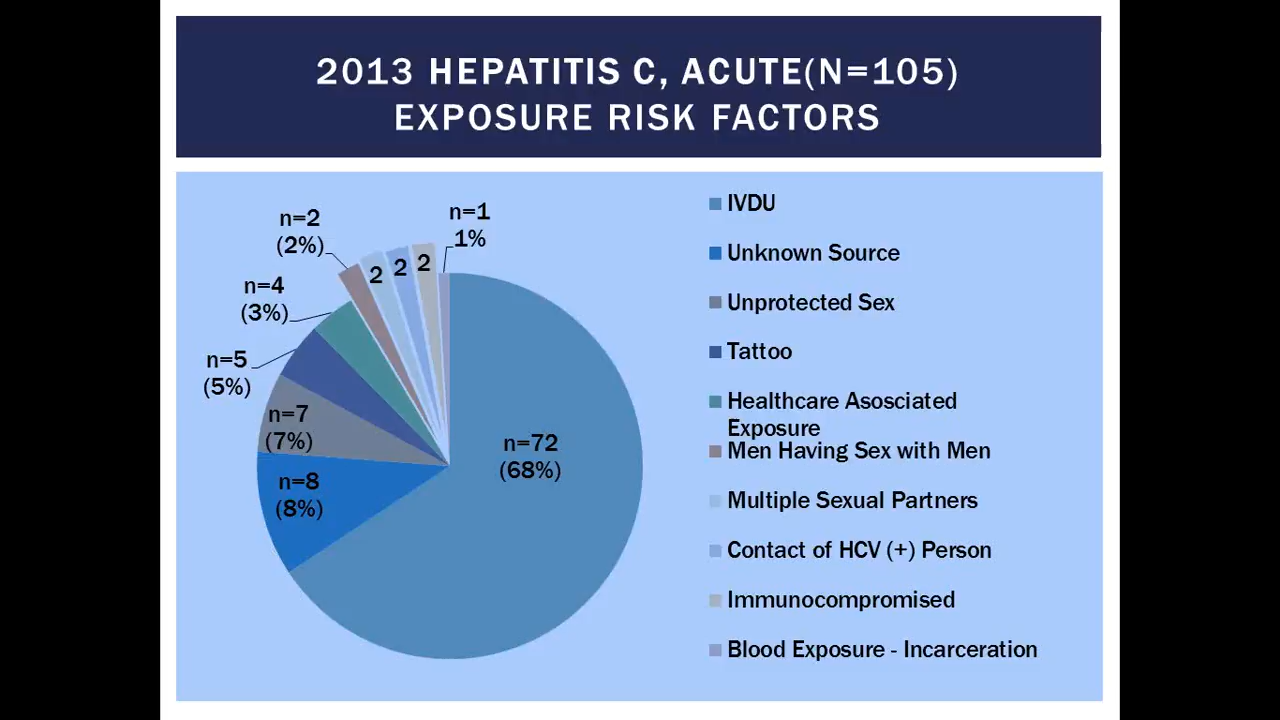 2013 HEPATITIS C, ACUTE(N=105)
EXPOSURE RISK FACTORS
n=2
(2%)
2
2
2
n=1
1%
n=4
(3%)
n=5
(5%)
n=7
(7%)
n=8
(8%)
n=72
(68%)
IVDU
Unknown Source
Unprotected Sex
Tattoo
Healthcare Asosciated
Exposure
Men Having Sex with Men
Multiple Sexual Partners
Contact of HCV (+) Person
Immunocompromised
Blood Exposure - Incarceration